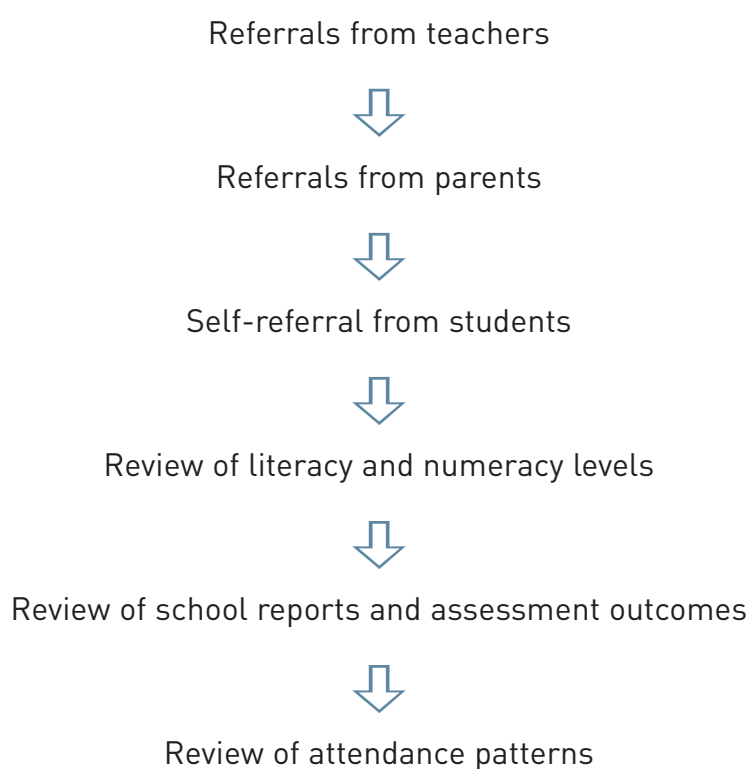 Referrals from teachers
Referrals from parents
Self-referral from students
Review of literacy and numeracy levels
Review of school reports and assessment outcomes
Review of attendance patterns